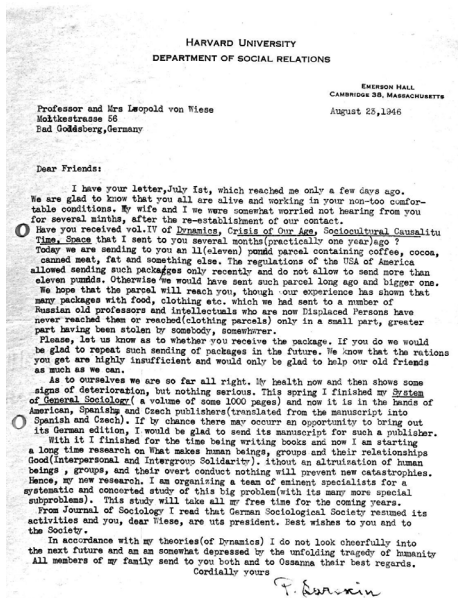 HARVARD UNIVERSITY
DEPARTMENT OF SOCIAL RELATIONS
EMERSON HALL
CAMBRIDGE 38, MASSACHUSETTS
Professor and Mrs Leopold von Wiese
August 23,1946
Moltkestrasse 56
Bad Godesberg,Germany
Dear Friends:
I have your letter,July Ist, which reached me only a few days ago.
We are glad to know that you all are alive and working in your non-too comfor-
table conditions. My wife and I we were somewhat worried not hearing from you
for several minths, after the re-establishment of our contact.
Have you received vol.IV of Dynamics, Crisis of Our Age, Sociocultural Causalitu
Time, Space that I sent to you several months(practically one year)ago ?
Today we are sending to you an 11(eleven) pound parcel containing coffee, cocoa,
canned meat, fat and something else. The regulations of the USA of America
allowed sending such packages only recently and do not allow to send more than
eleven punds. Otherwise we would have sent such parcel long ago and bigger one.
We hope that the parcel will reach you, though our experience has shown that
many packages with food, clothing etc. which we had sent to a number of
Russian old professors and intellectuals who are now Displaced Persons have
never reached them or reached(clothing parcels) only in a small part, greater
part having been stolen by somebody, somewhwrer.
Please, let us know as to whether you receive the package. If you do we would
be glad to repeat such sending of packages in the future. We know that the rations
you get are highly insufficient and would only be glad to help our old friends
as much as we can.
As to ourselves we are so far all right. My health now and then shows some
signs of deterioration, but nothing serious. This spring I finished my System
of General Sociology( a volume of some 1000 pages) and now it is in the hands of
American, Spanish and Czech publishers(translated from the manuscript into
Spanish and Czech). If by chance there may occurr an opportunity to bring out
its German edition, I would be glad to send its manuscript for such a publisher.
With it I finished for the time being writing books and now I am starting
a long time research on What makes human beings, groups and their relationships
Good(Interpersonal and Intergroup Solidarity). ithout an altruization of human
beings , groups, and their overt conduct nothing will prevent new catastrophes.
Hence, my new research. I am organizing a team of eminent specialists for a
systematic and concerted study of this big problem(with its many more special
subproblems). This study will take all my free time for the coming years.
From Journal of Sociology I read that German Sociological Society resumed its
activities and you, dear Wiese, are uts president. Best wishes to you and to
the Society.
In accordance with my theories(of Dynamics) I do not look cheerfully into
the next future and am am somewhat depressed by the unfolding tragedy of humanity
All members of my family send to you both and to Ossanna their best regards.
Cordially yours
P. Sorokin